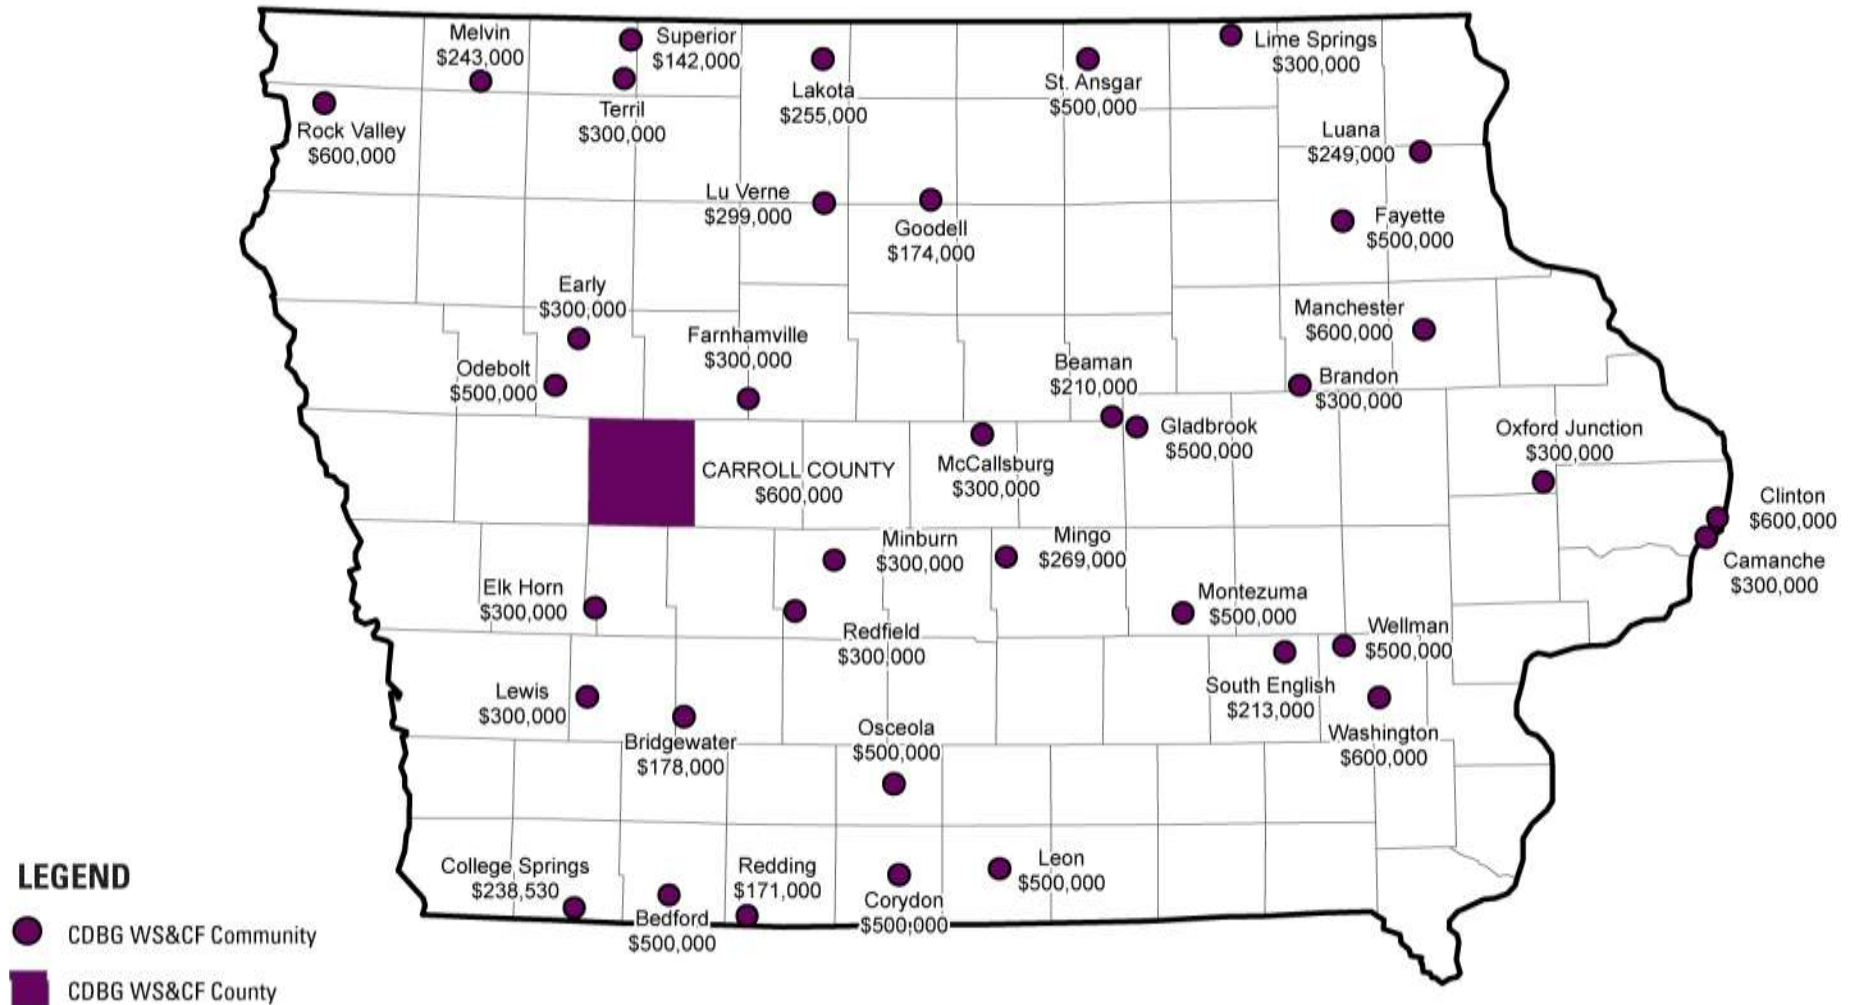 Melvin
$243,000
Superior
$142,000
Lime Springs
$300,000
Lakota
$255,000
St. Ansgar
$500,000
Terril
$300,000
Rock Valley
$600,000
Luana
$249,000
Lu Verne
$299,000
Goodell
$174,000
Fayette
$500,000
Early
$300,000
Manchester
$600,000
Farnhamville
$300,000
Odebolt
$500,000
Beaman
$210,000
Brandon
$300,000
Gladbrook
$500,000
Oxford Junction
$300,000
CARROLL COUNTY
$600,000
McCallsburg
$300,000
Clinton
$600,000
Minburn
$300,000
Mingo
$269,000
Camanche
$300,000
Elk Horn
$300,000
Montezuma
$500,000
Redfield
$300,000
Wellman
$500,000
Lewis
$300,000
South English
$213,000
Bridgewater
$178,000
Osceola
$500,000
Washington
$600,000
College Springs
$238,530
Redding
$171,000
Leon
$500,000
Corydon
$500,000
Bedford
$500,000
LEGEND
CDBG WS&CF Community
CDBG WS&CF County